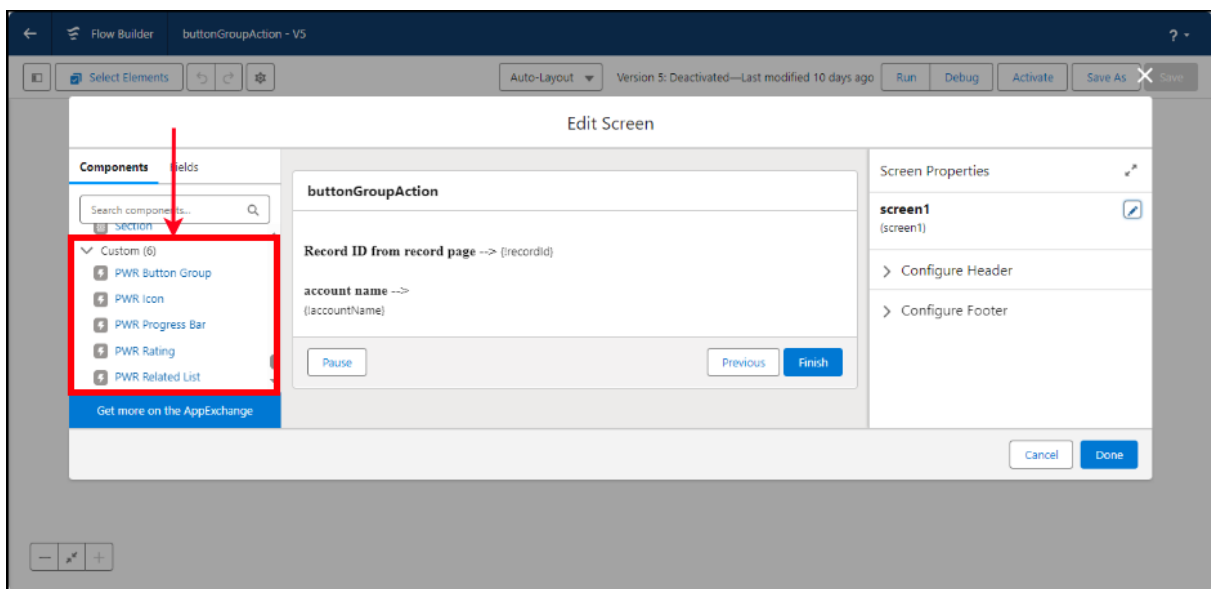 Flow Builder
buttonGroupAction - V5
?
Select Elements
Auto-Layout
Version 5: Deactivated—Last modified 10 days ago
Run
Debug
Activate
Save As
Save
Edit Screen
Components
Fields
Search components...
Section
Custom (6)
PWR Button Group
PWR Icon
PWR Progress Bar
PWR Rating
PWR Related List
Get more on the AppExchange
buttonGroupAction
Record ID from record page --> {!recordId}
account name -->
{!accountName}
Pause
Previous
Finish
Screen Properties
screen1
(screen1)
Configure Header
Configure Footer
Cancel
Done